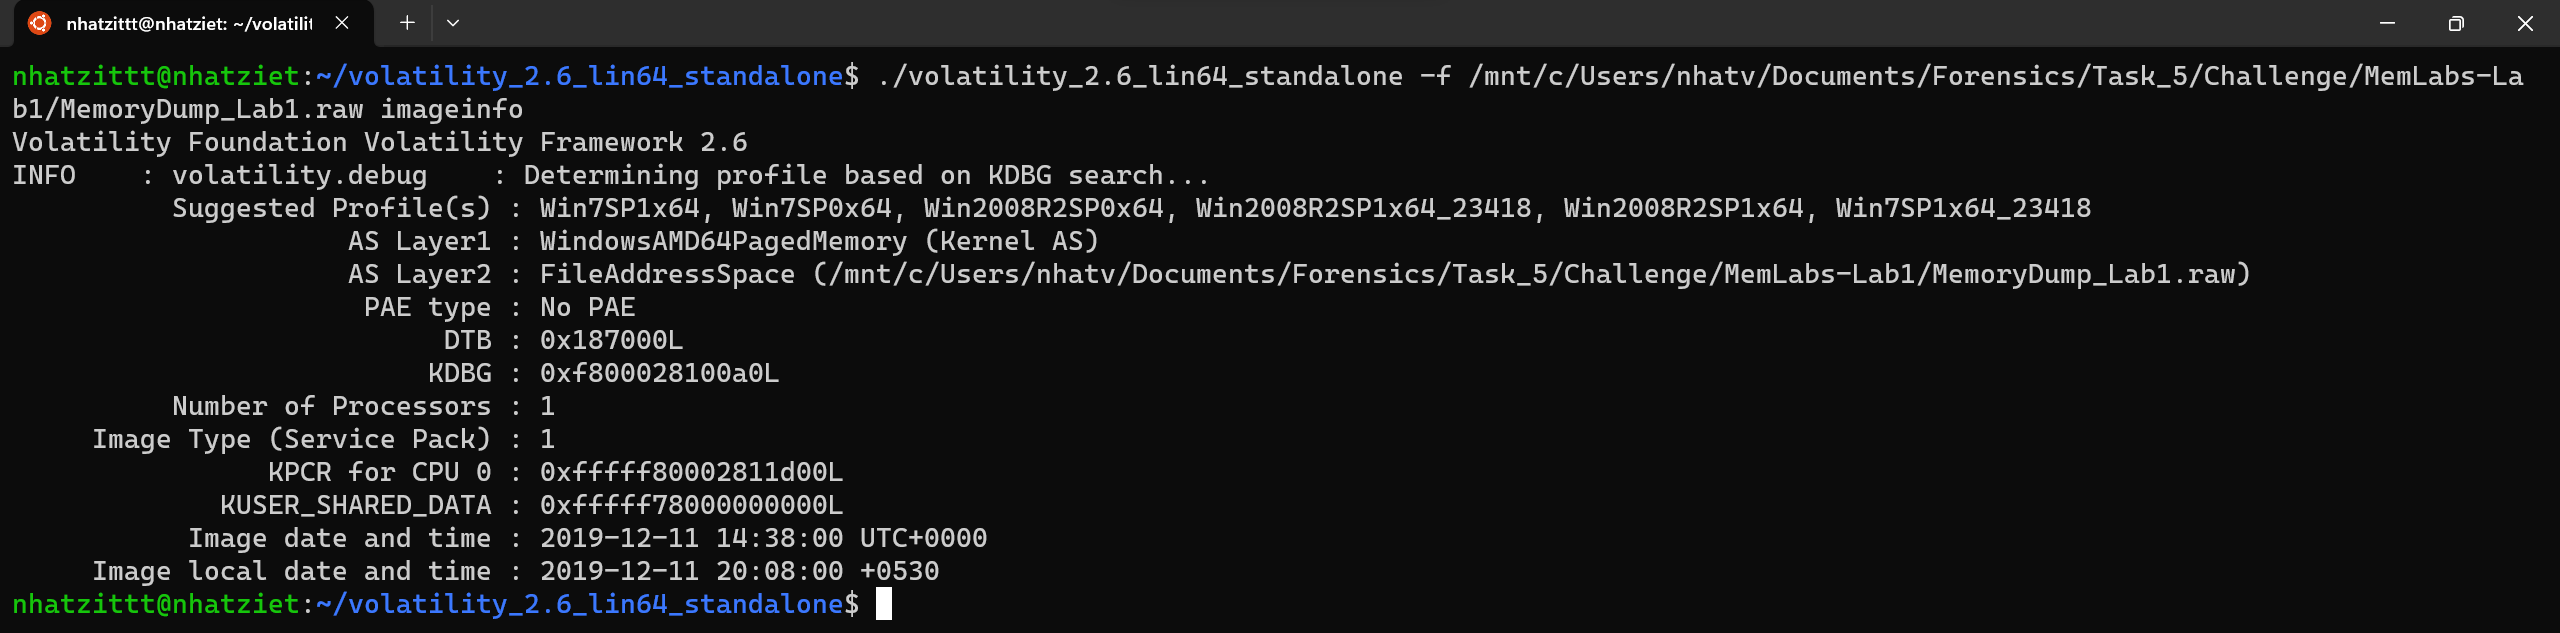 nhatzittt@nhatziet: ~/volatilit
nhatzittt@nhatziet:~/volatility_2.6_lin64_standalone$ ./volatility_2.6_lin64_standalone -f /mnt/c/Users/nhatv/Documents/Forensics/Task_5/Challenge/MemLabs-La
b1/MemoryDump_Lab1.raw imageinfo
Volatility Foundation Volatility Framework 2.6
INFO    : volatility.debug    : Determining profile based on KDBG search...
Suggested Profile(s) : Win7SP1x64, Win7SP0x64, Win2008R2SP0x64, Win2008R2SP1x64_23418, Win2008R2SP1x64, Win7SP1x64_23418
AS Layer1 : WindowsAMD64PagedMemory (Kernel AS)
AS Layer2 : FileAddressSpace (/mnt/c/Users/nhatv/Documents/Forensics/Task_5/Challenge/MemLabs-Lab1/MemoryDump_Lab1.raw)
PAE type : No PAE
DTB : 0x187000L
KDBG : 0xf800028100a0L
Number of Processors : 1
Image Type (Service Pack) : 1
KPCR for CPU 0 : 0xfffff80002811d00L
KUSER_SHARED_DATA : 0xfffff78000000000L
Image date and time : 2019-12-11 14:38:00 UTC+0000
Image local date and time : 2019-12-11 20:08:00 +0530
nhatzittt@nhatziet:~/volatility_2.6_lin64_standalone$